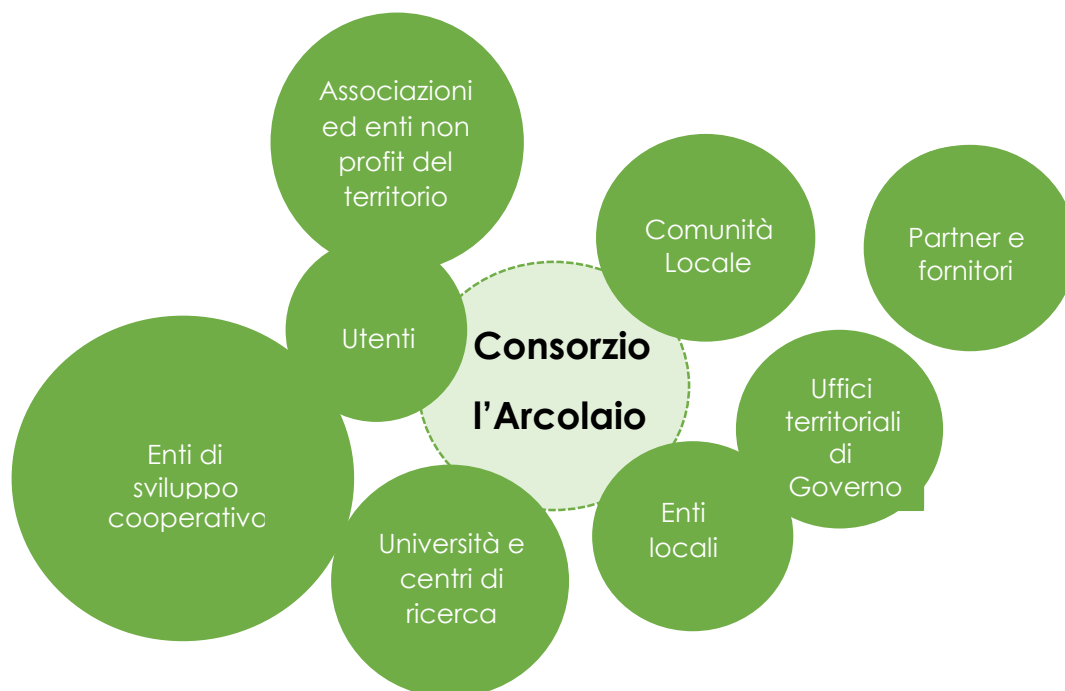 Associazioni
ed enti non
profit del
territorio
Comunità
Locale
Partner e
fornitori
Utenti
Consorzio
l’Arcolaio
Uffici
territoriali
di
Governo
Enti di
sviluppo
cooperativo
Enti
locali
Università e
centri di
ricerca